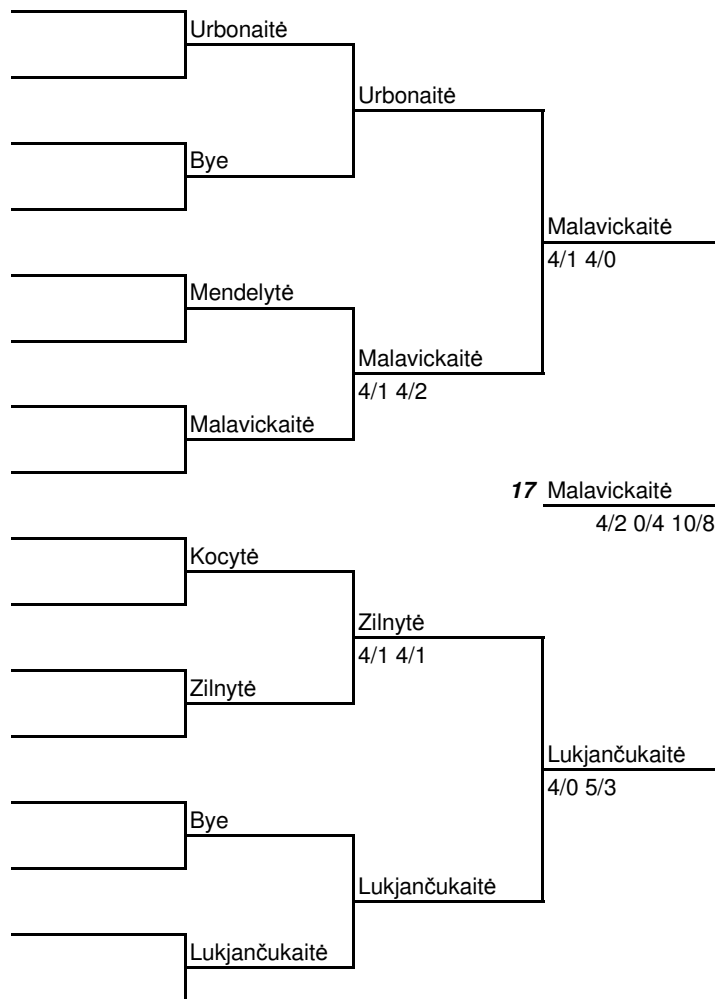 Urbonaitė
Urbonaitė
Bye
Malavickaitė
4/1 4/0
Mendelytė
Malavickaitė
4/1 4/2
Malavickaitė
17 Malavickaitė
4/2 0/4 10/8
Kocytė
Zilnytė
4/1 4/1
Zilnytė
Lukjančukaitė
4/0 5/3
Bye
Lukjančukaitė
Lukjančukaitė